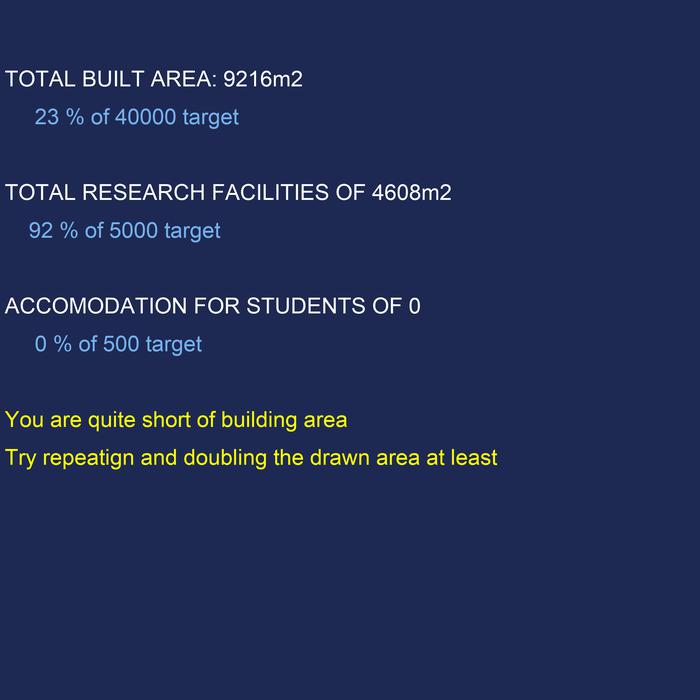 TOTAL BUILT AREA: 9216m2
23 % of 40000 target
TOTAL RESEARCH FACILITIES OF 4608m2
92 % of 5000 target
ACCOMODATION FOR STUDENTS OF 0
0 % of 500 target
You are quite short of building area
Try repeatign and doubling the drawn area at least